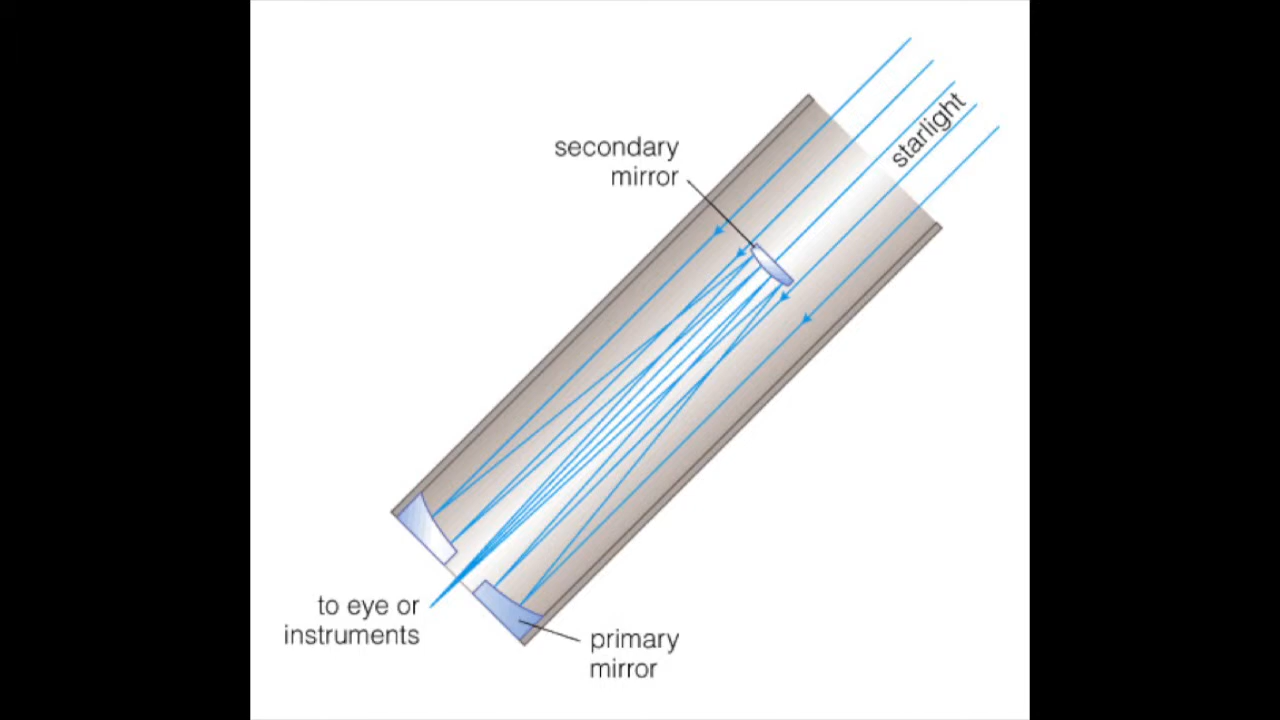 starlight
secondary
mirror
to eye or
instruments
primary
mirror